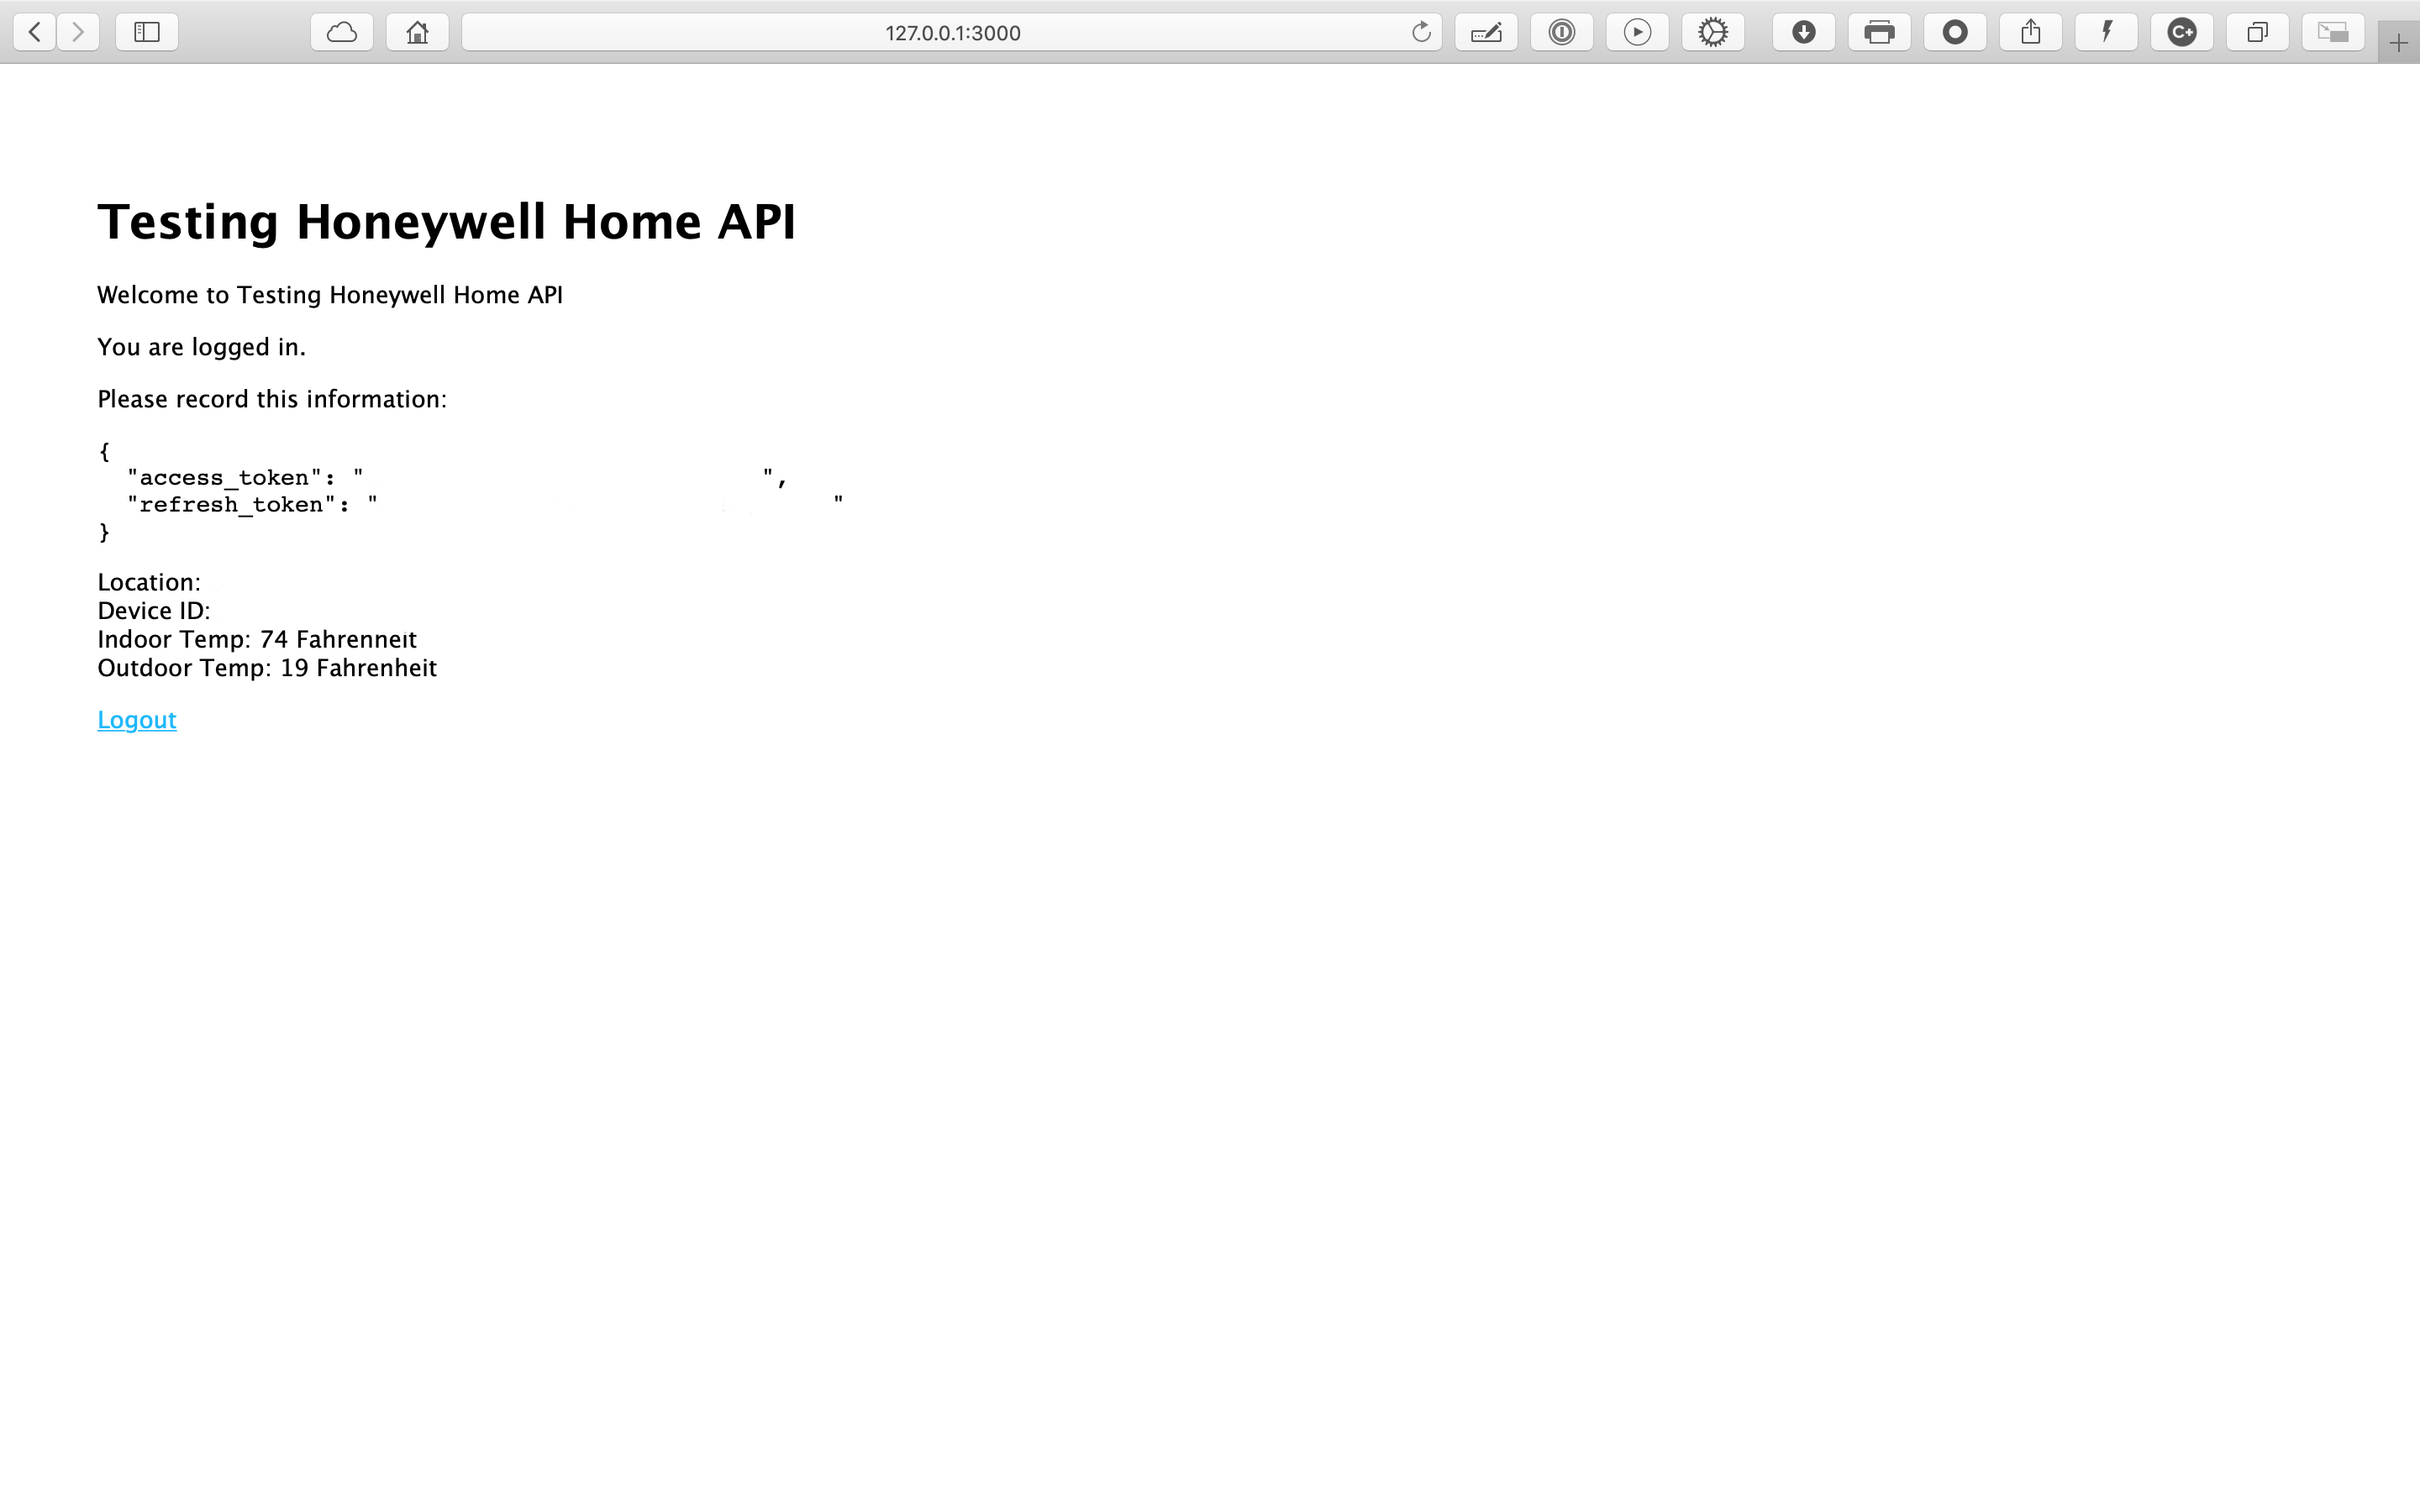 127.0.0.1:3000
C+
Testing Honeywell Home API
Welcome to Testing Honeywell Home API
You are logged in.
Please record this information:
{
"access_token": " ",
"refresh_token": " "
}
Location:
Device ID:
Indoor Temp: 74 Fahrenheit
Outdoor Temp: 19 Fahrenheit
Logout